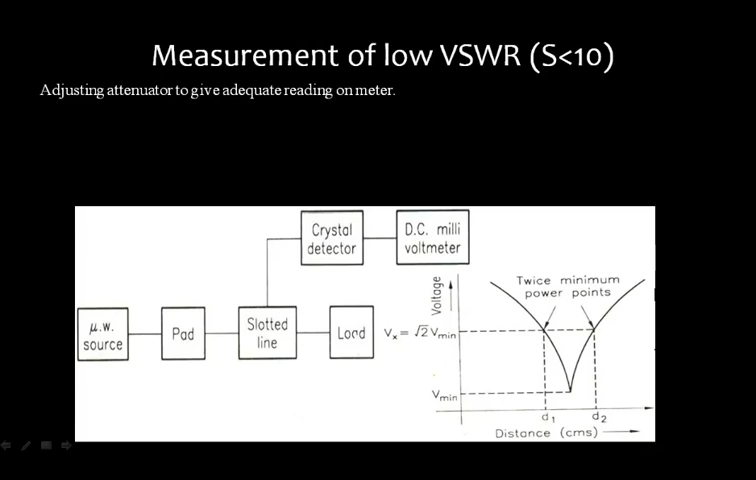 Measurement of low VSWR (S<10)
Adjusting attenuator to give adequate reading on meter.
Crystal
detector
D.C. milli
voltmeter
μ.w.
source
Pad
Slotted
line
Load
Voltage
Twice minimum
power points
Vx = √2 Vmin
Vmin
d1
d2
Distance (cms)